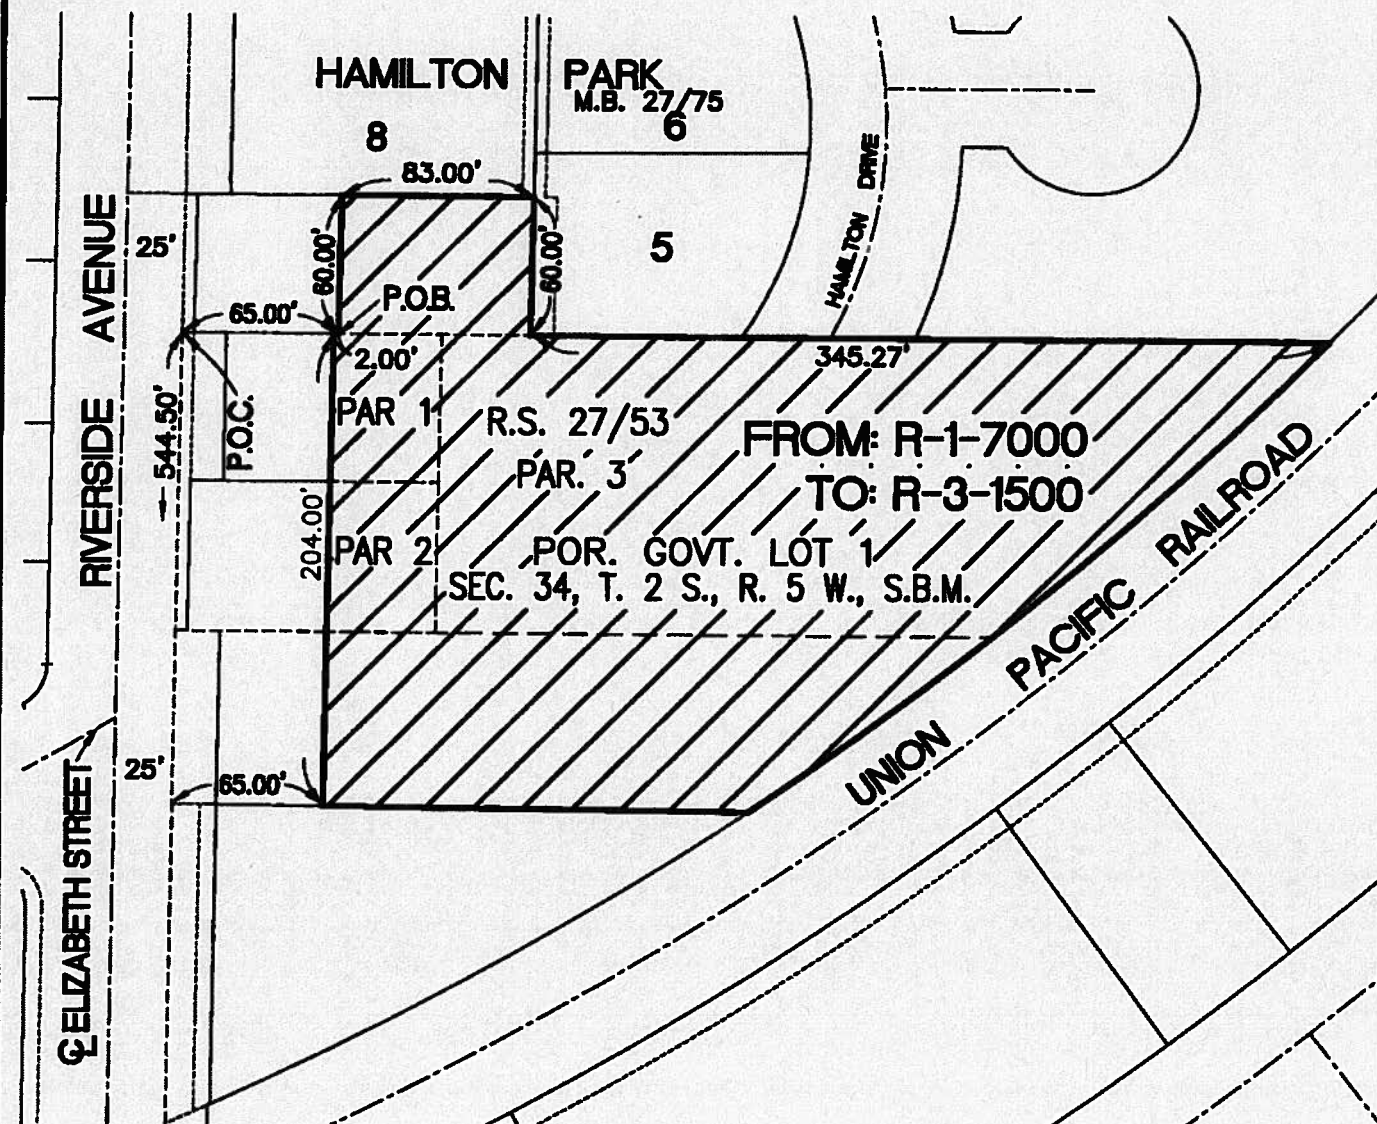 HAMILTON PARK
M.B. 27/75
6
8
83.00'
HAMILTON DRIVE
RIVERSIDE AVENUE
25'
60.00'
60.00'
5
P.O.B.
65.00'
2.00'
345.27'
544.50'
P.O.C.
PAR 1
R.S. 27/53
FROM: R-1-7000
PAR. 3
TO: R-3-1500
204.00'
PAR 2
POR. GOVT. LOT 1
SEC. 34, T. 2 S., R. 5 W., S.B.M.
UNION PACIFIC RAILROAD
25'
65.00'
℄ ELIZABETH STREET